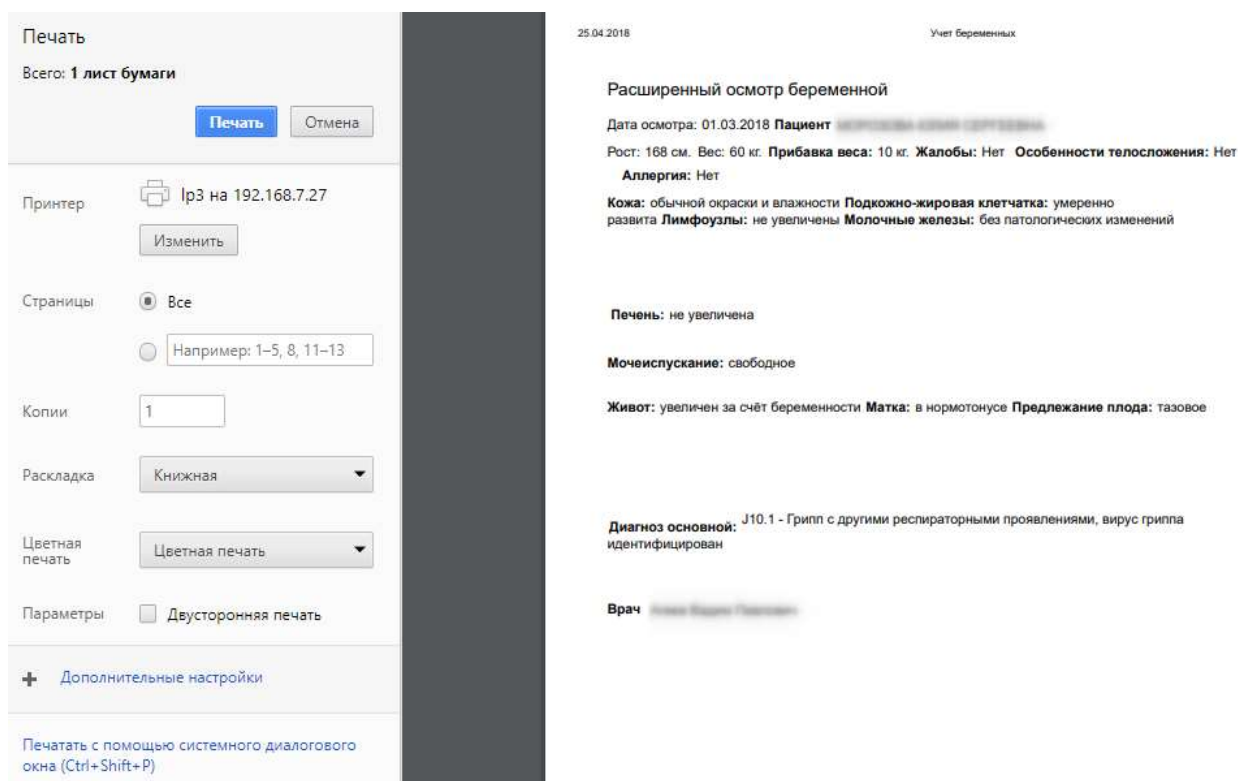 Печать
Всего: 1 лист бумаги
Печать
Отмена
Принтер
lp3 на 192.168.7.27
Изменить
Страницы
Все
Например: 1–5, 8, 11–13
Копии
1
Раскладка
Книжная
Цветная
печать
Цветная печать
Параметры
Двусторонняя печать
Дополнительные настройки
Печатать с помощью системного диалогового
окна (Ctrl+Shift+P)
25.04.2018
Учет беременных
Расширенный осмотр беременной
Дата осмотра: 01.03.2018 Пациент
Рост: 168 см. Вес: 60 кг. Прибавка веса: 10 кг. Жалобы: Нет Особенности телосложения: Нет
Аллергия: Нет
Кожа: обычной окраски и влажности Подкожно-жировая клетчатка: умеренно
развита Лимфоузлы: не увеличены Молочные железы: без патологических изменений
Печень: не увеличена
Мочеиспускание: свободное
Живот: увеличен за счёт беременности Матка: в нормотонусе Предлежание плода: тазовое
Диагноз основной: J10.1 - Грипп с другими респираторными проявлениями, вирус гриппа
идентифицирован
Врач